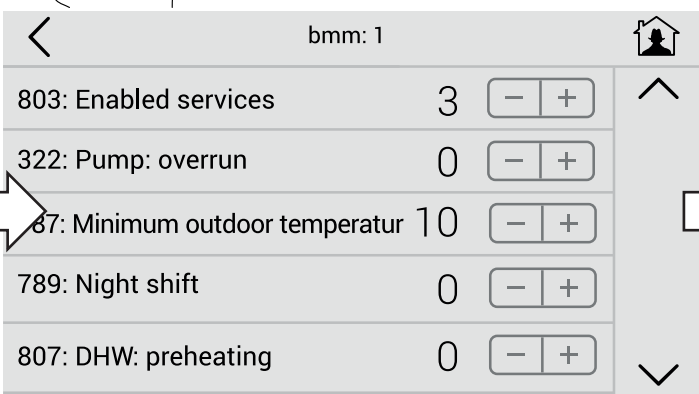 bmm: 1
803: Enabled services 3 − +
322: Pump: overrun 0 − +
87: Minimum outdoor temperatur 10 − +
789: Night shift 0 − +
807: DHW: preheating 0 − +